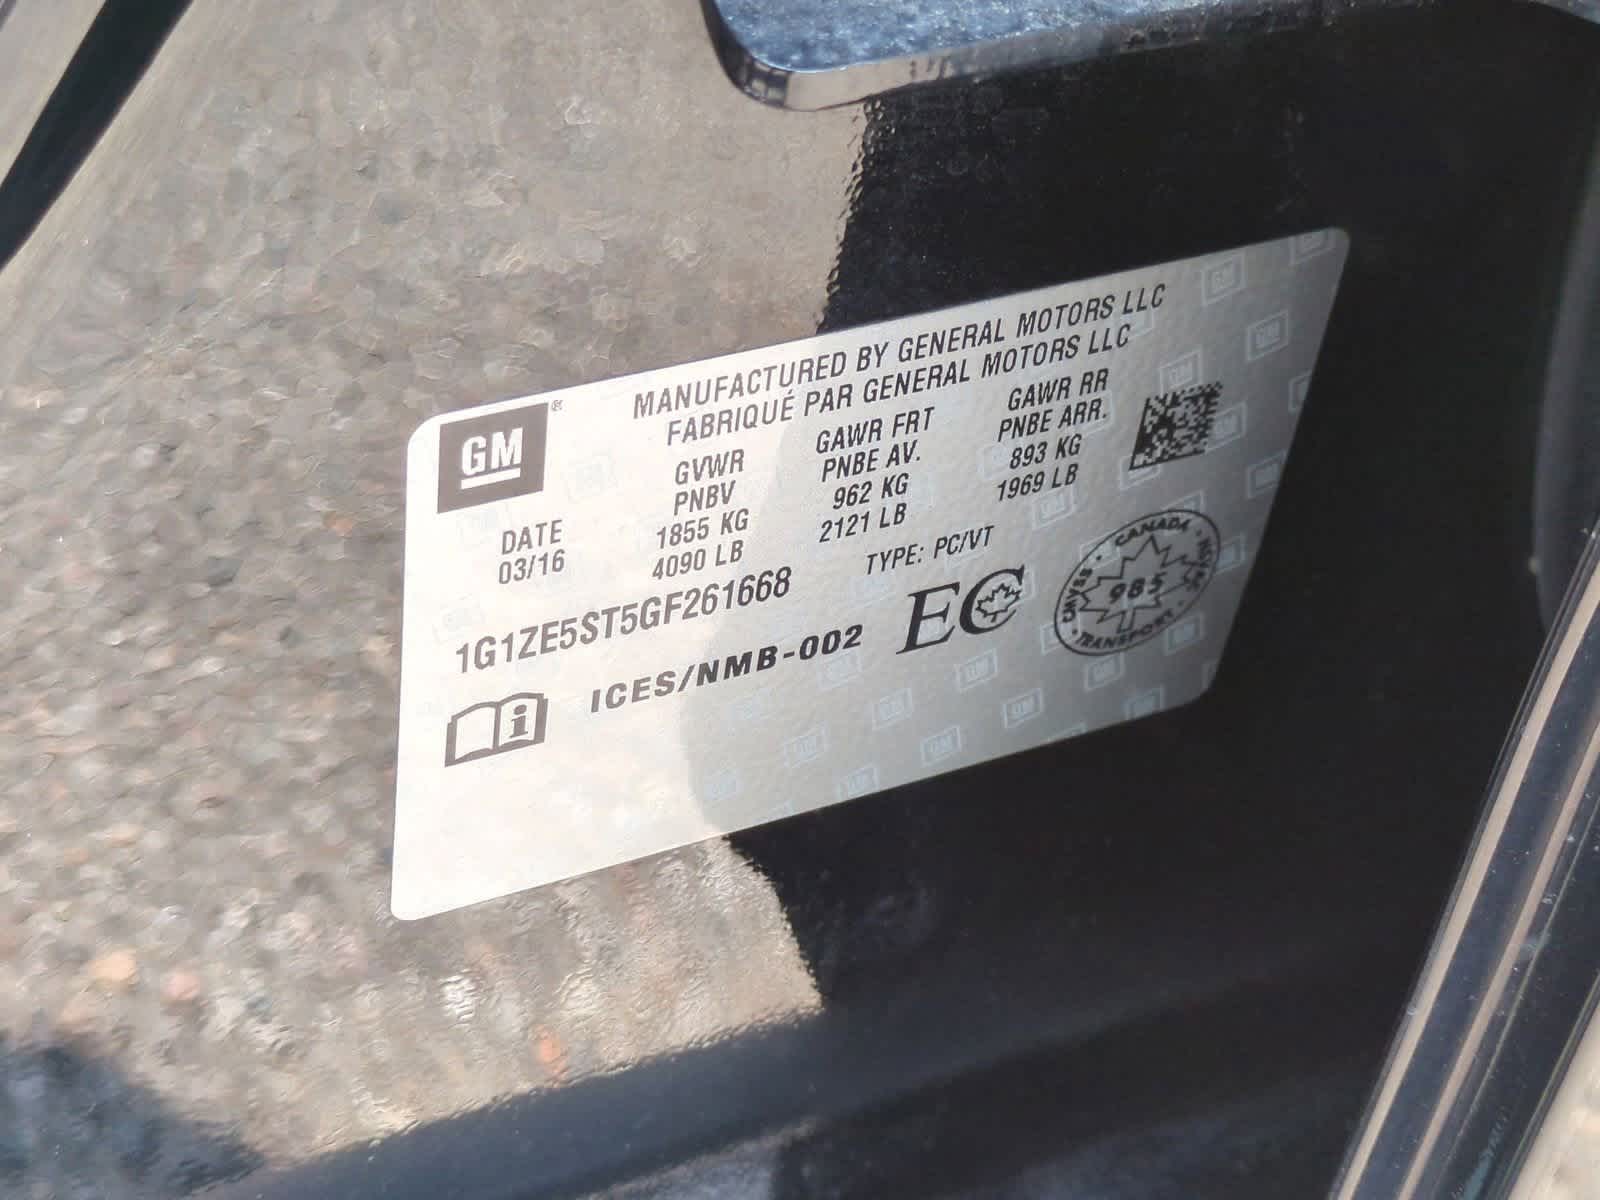 GM ®
MANUFACTURED BY GENERAL MOTORS LLC
FABRIQUÉ PAR GENERAL MOTORS LLC
DATE
03/16
GVWR
PNBV
1855 KG
4090 LB
GAWR FRT
PNBE AV.
962 KG
2121 LB
GAWR RR
PNBE ARR.
893 KG
1969 LB
1G1ZE5ST5GF261668
TYPE: PC/VT
ICES/NMB-002
EC
CANADA
985
TRANSPORT